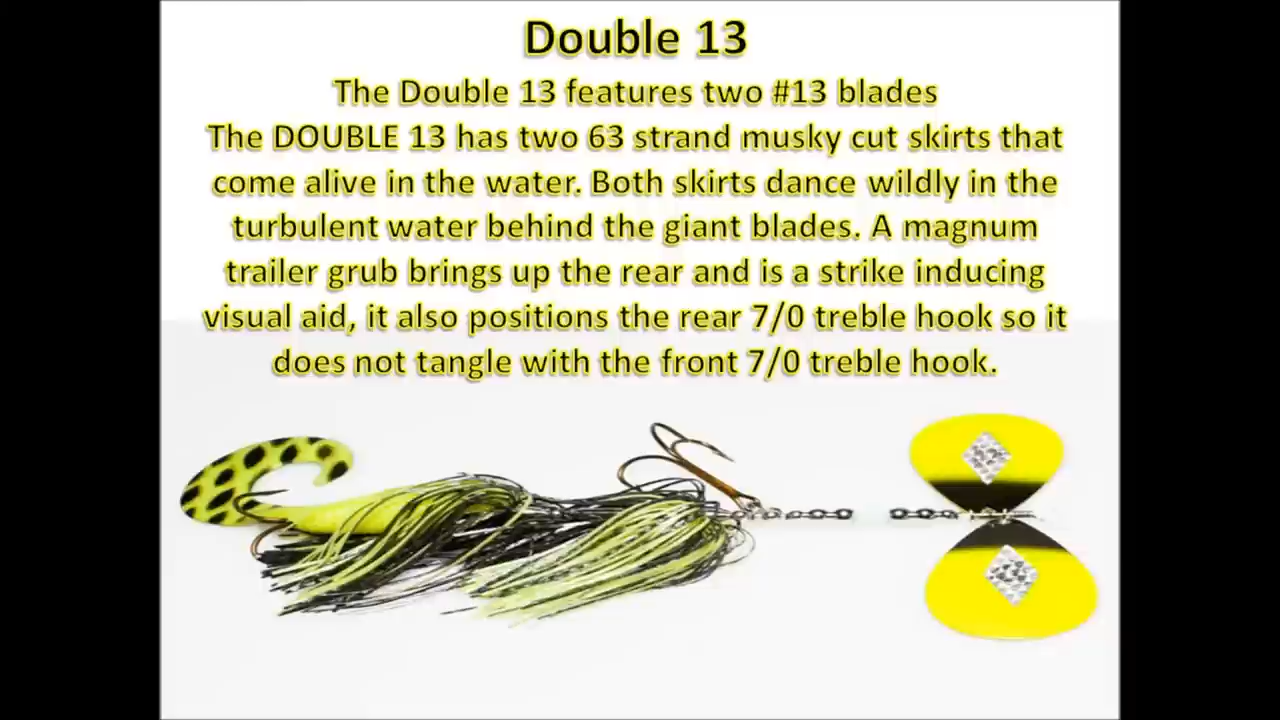 Double 13
The Double 13 features two #13 blades
The DOUBLE 13 has two 63 strand musky cut skirts that
come alive in the water. Both skirts dance wildly in the
turbulent water behind the giant blades. A magnum
trailer grub brings up the rear and is a strike inducing
visual aid, it also positions the rear 7/0 treble hook so it
does not tangle with the front 7/0 treble hook.